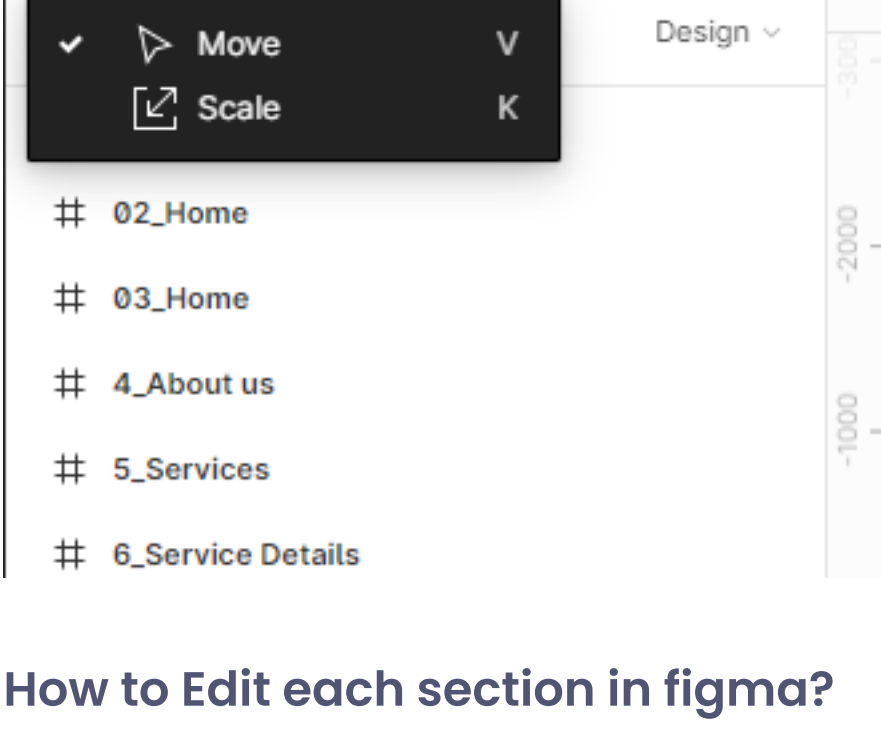 Move V
Design
Scale K
02_Home
03_Home
4_About us
5_Services
6_Service Details
-300
-2000
-1000
How to Edit each section in figma?